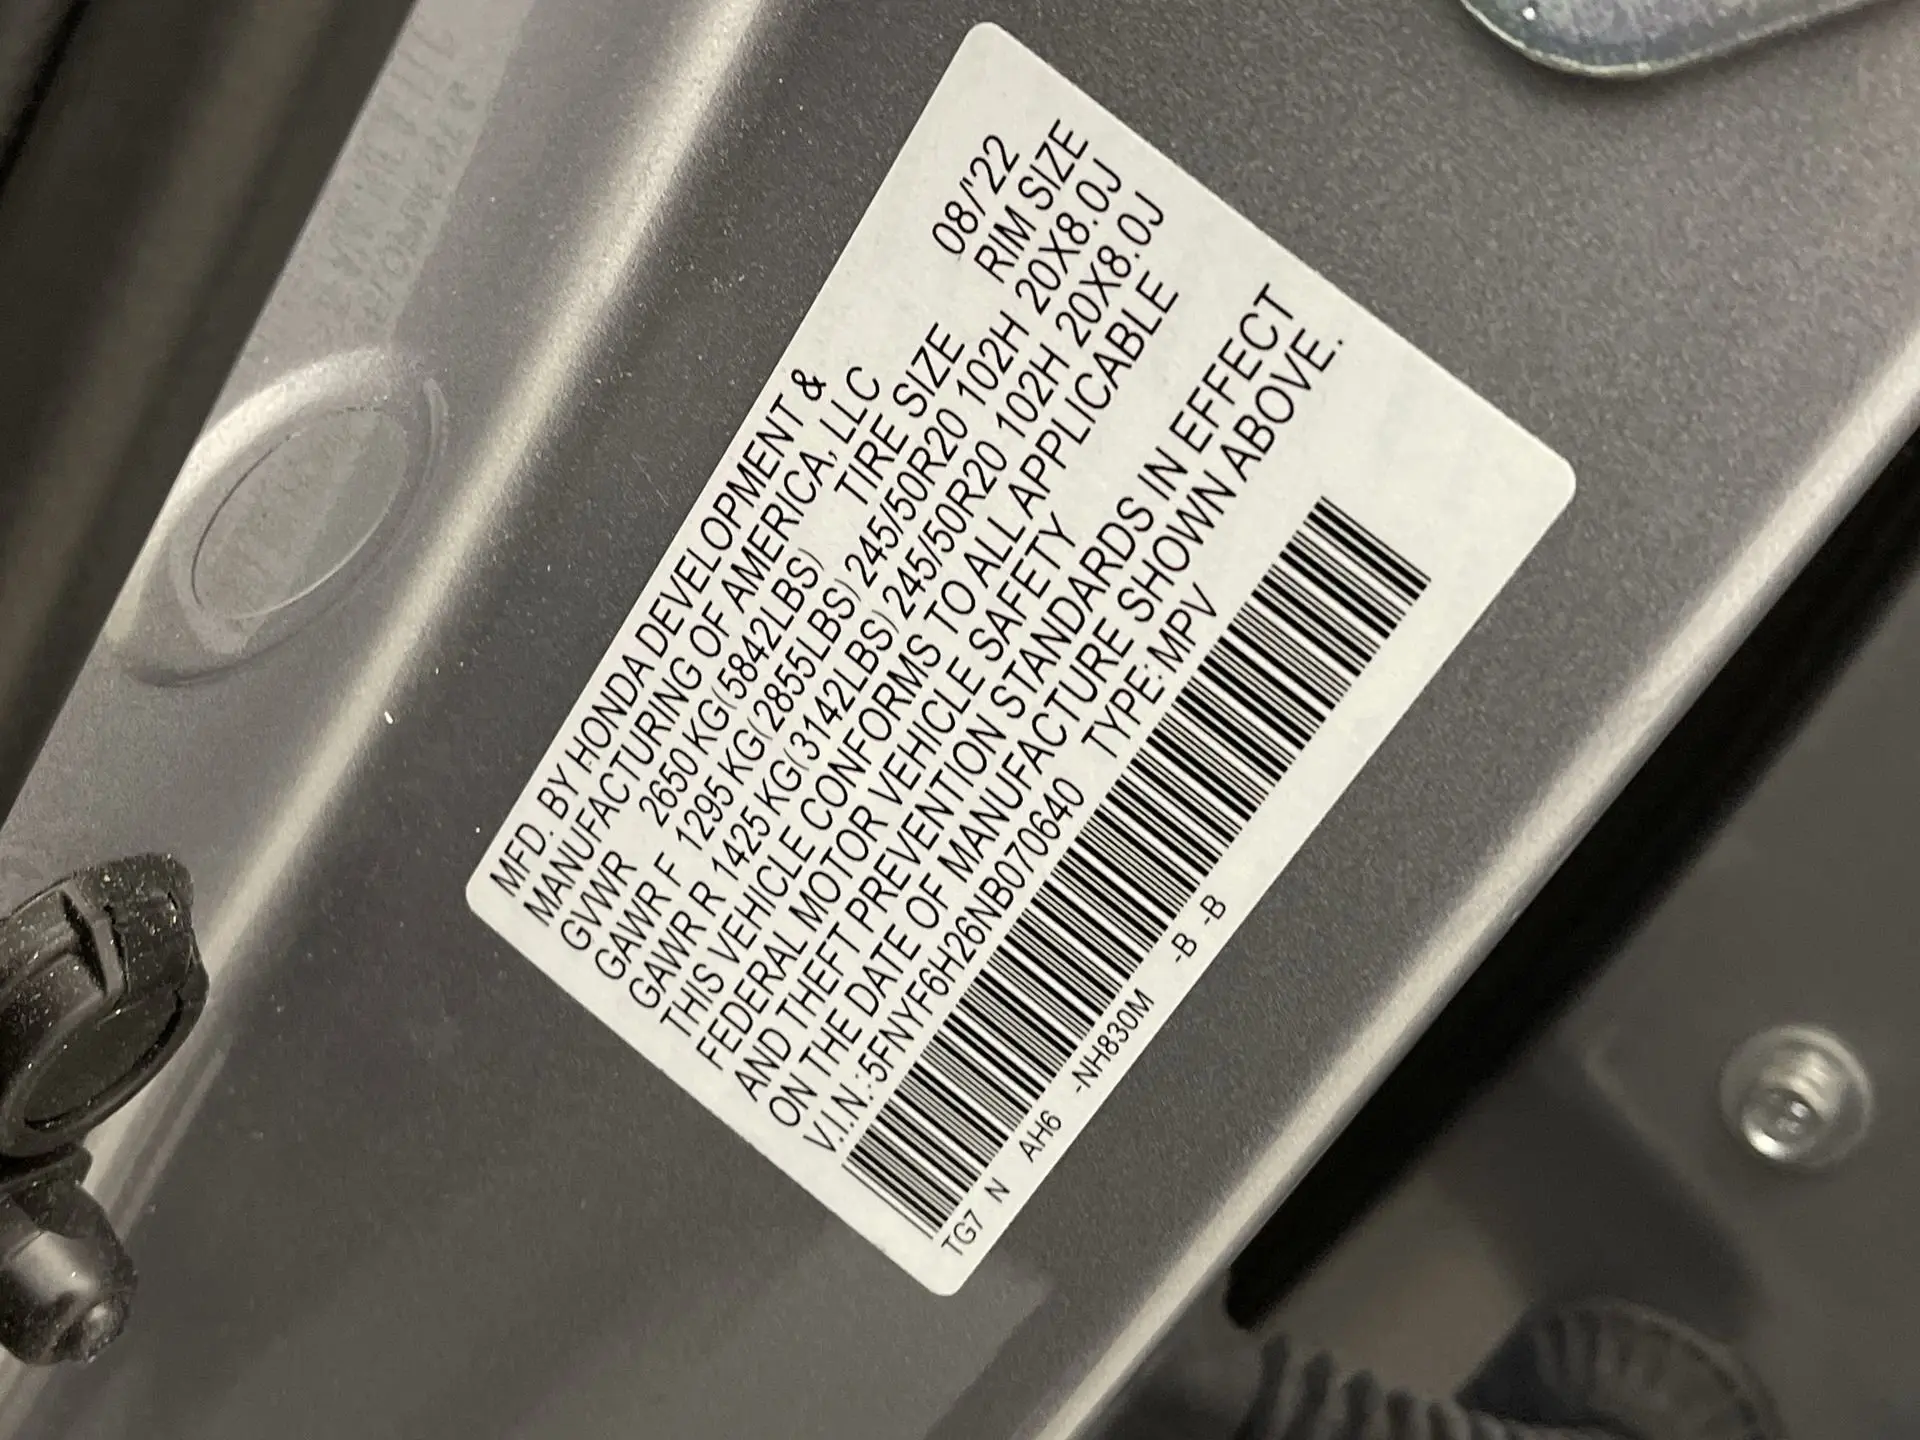 MFD. BY HONDA DEVELOPMENT &
MANUFACTURING OF AMERICA, LLC 08/'22
GVWR 2650 KG(5842LBS) TIRE SIZE RIM SIZE
GAWR F 1295 KG(2855LBS) 245/50R20 102H 20X8.0J
GAWR R 1425 KG(3142LBS) 245/50R20 102H 20X8.0J
THIS VEHICLE CONFORMS TO ALL APPLICABLE
FEDERAL MOTOR VEHICLE SAFETY
AND THEFT PREVENTION STANDARDS IN EFFECT
ON THE DATE OF MANUFACTURE SHOWN ABOVE.
V.I.N.:5FNYF6H26NB070640 TYPE:MPV
TG7 N AH6 -NH830M -B -B